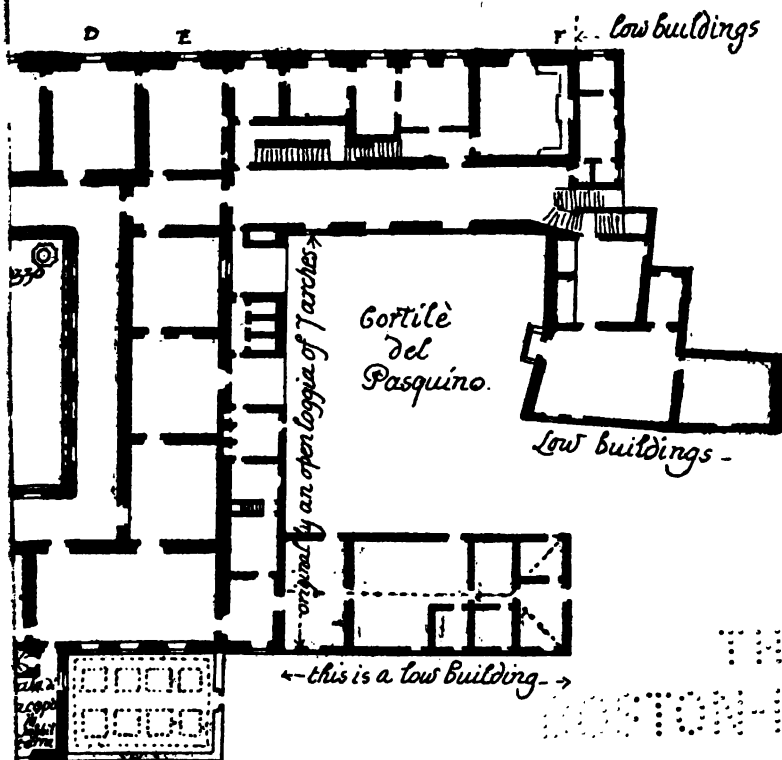 D E F low buildings
Cortilè
del
Pasquino.
originally an open loggia of 7 arches
Low buildings -
this is a low building -
TH
BOSTON